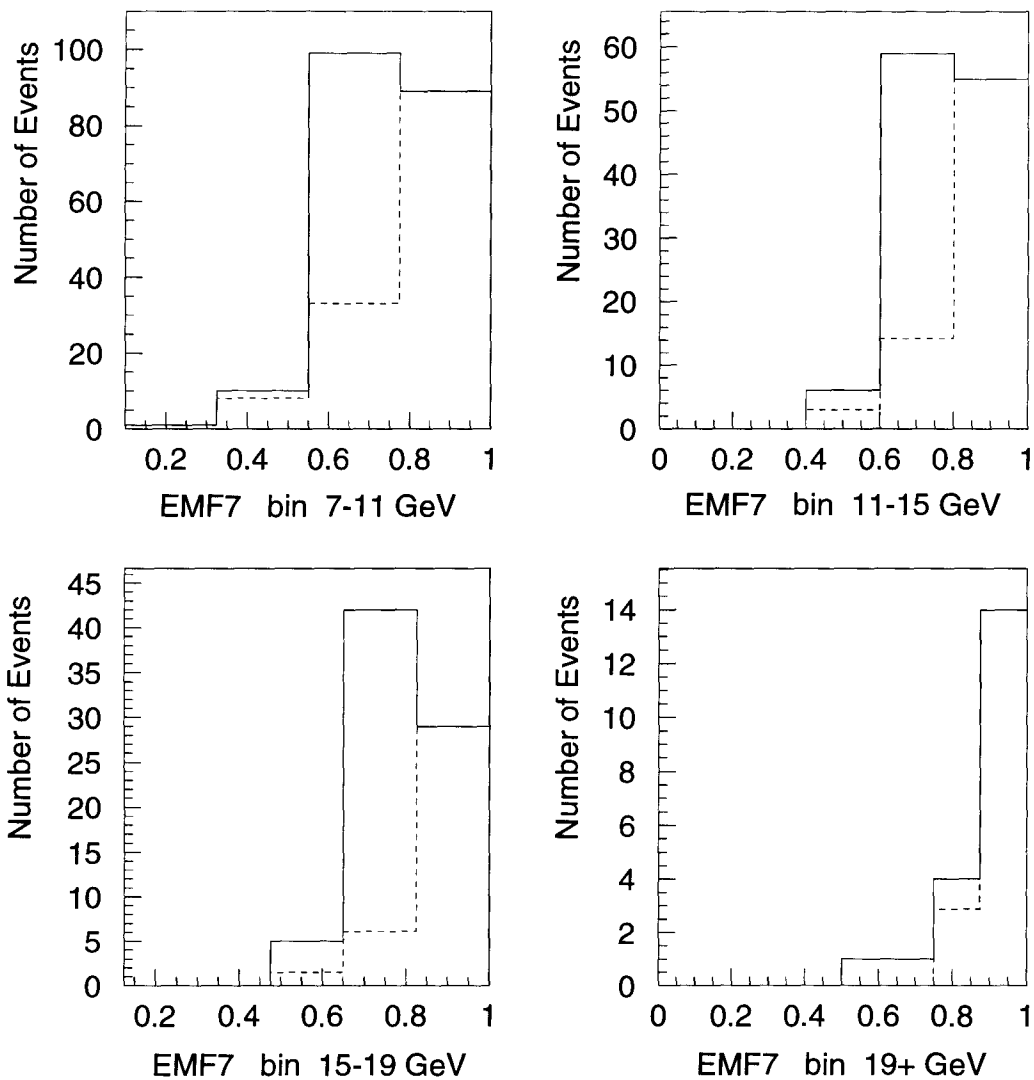 Number of Events
100
80
60
40
20
0
0.2 0.4 0.6 0.8 1
EMF7 bin 7-11 GeV
Number of Events
60
50
40
30
20
10
0
0 0.2 0.4 0.6 0.8 1
EMF7 bin 11-15 GeV
Number of Events
45
40
35
30
25
20
15
10
5
0
0.2 0.4 0.6 0.8 1
EMF7 bin 15-19 GeV
Number of Events
14
12
10
8
6
4
2
0
0 0.2 0.4 0.6 0.8 1
EMF7 bin 19+ GeV